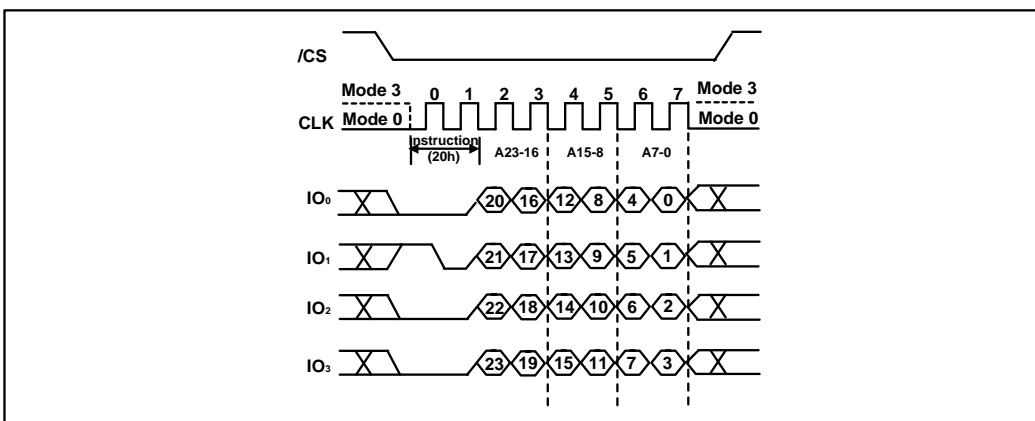 /CS
Mode 3 0 1 2 3 4 5 6 7 Mode 3
CLK Mode 0 Mode 0
Instruction
(20h) A23-16 A15-8 A7-0
IO₀ 20 16 12 8 4 0
IO₁ 21 17 13 9 5 1
IO₂ 22 18 14 10 6 2
IO₃ 23 19 15 11 7 3